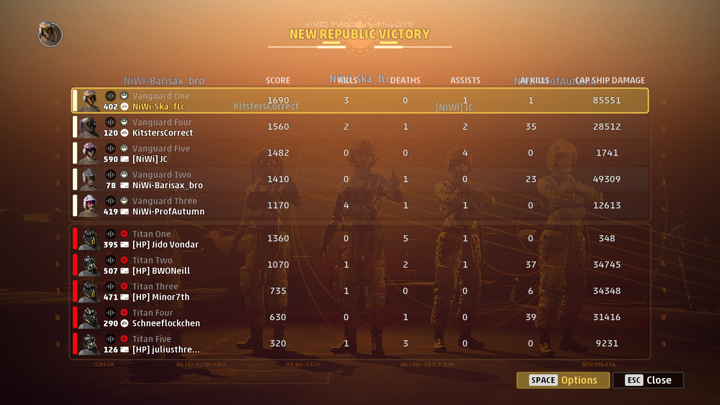 NEW REPUBLIC VICTORY
NiWi-Barisax_bro NiWi-Ska_fLc NiWi-ProfAutumn
SCORE KILLS DEATHS ASSISTS AI KILLS CAP SHIP DAMAGE
KitstersCorrect [NiWi] JC
Vanguard One
402 NiWi-Ska_fLc 1690 3 0 1 1 85551
Vanguard Four
120 KitstersCorrect 1560 2 1 2 35 28512
Vanguard Five
590 [NiWi] JC 1482 0 0 4 0 1741
Vanguard Two
78 NiWi-Barisax_bro 1410 0 1 0 23 49309
Vanguard Three
419 NiWi-ProfAutumn 1170 4 1 1 0 12613
Titan One
395 [HP] Jido Vondar 1360 0 5 1 0 348
Titan Two
507 [HP] BWONeill 1070 1 2 1 37 34745
Titan Three
471 [HP] Minor7th 735 1 0 0 6 34348
Titan Four
290 Schneeflockchen 630 0 1 0 39 31416
Titan Five
126 [HP] juliusthre... 320 1 3 0 0 9231
SPACE Options ESC Close